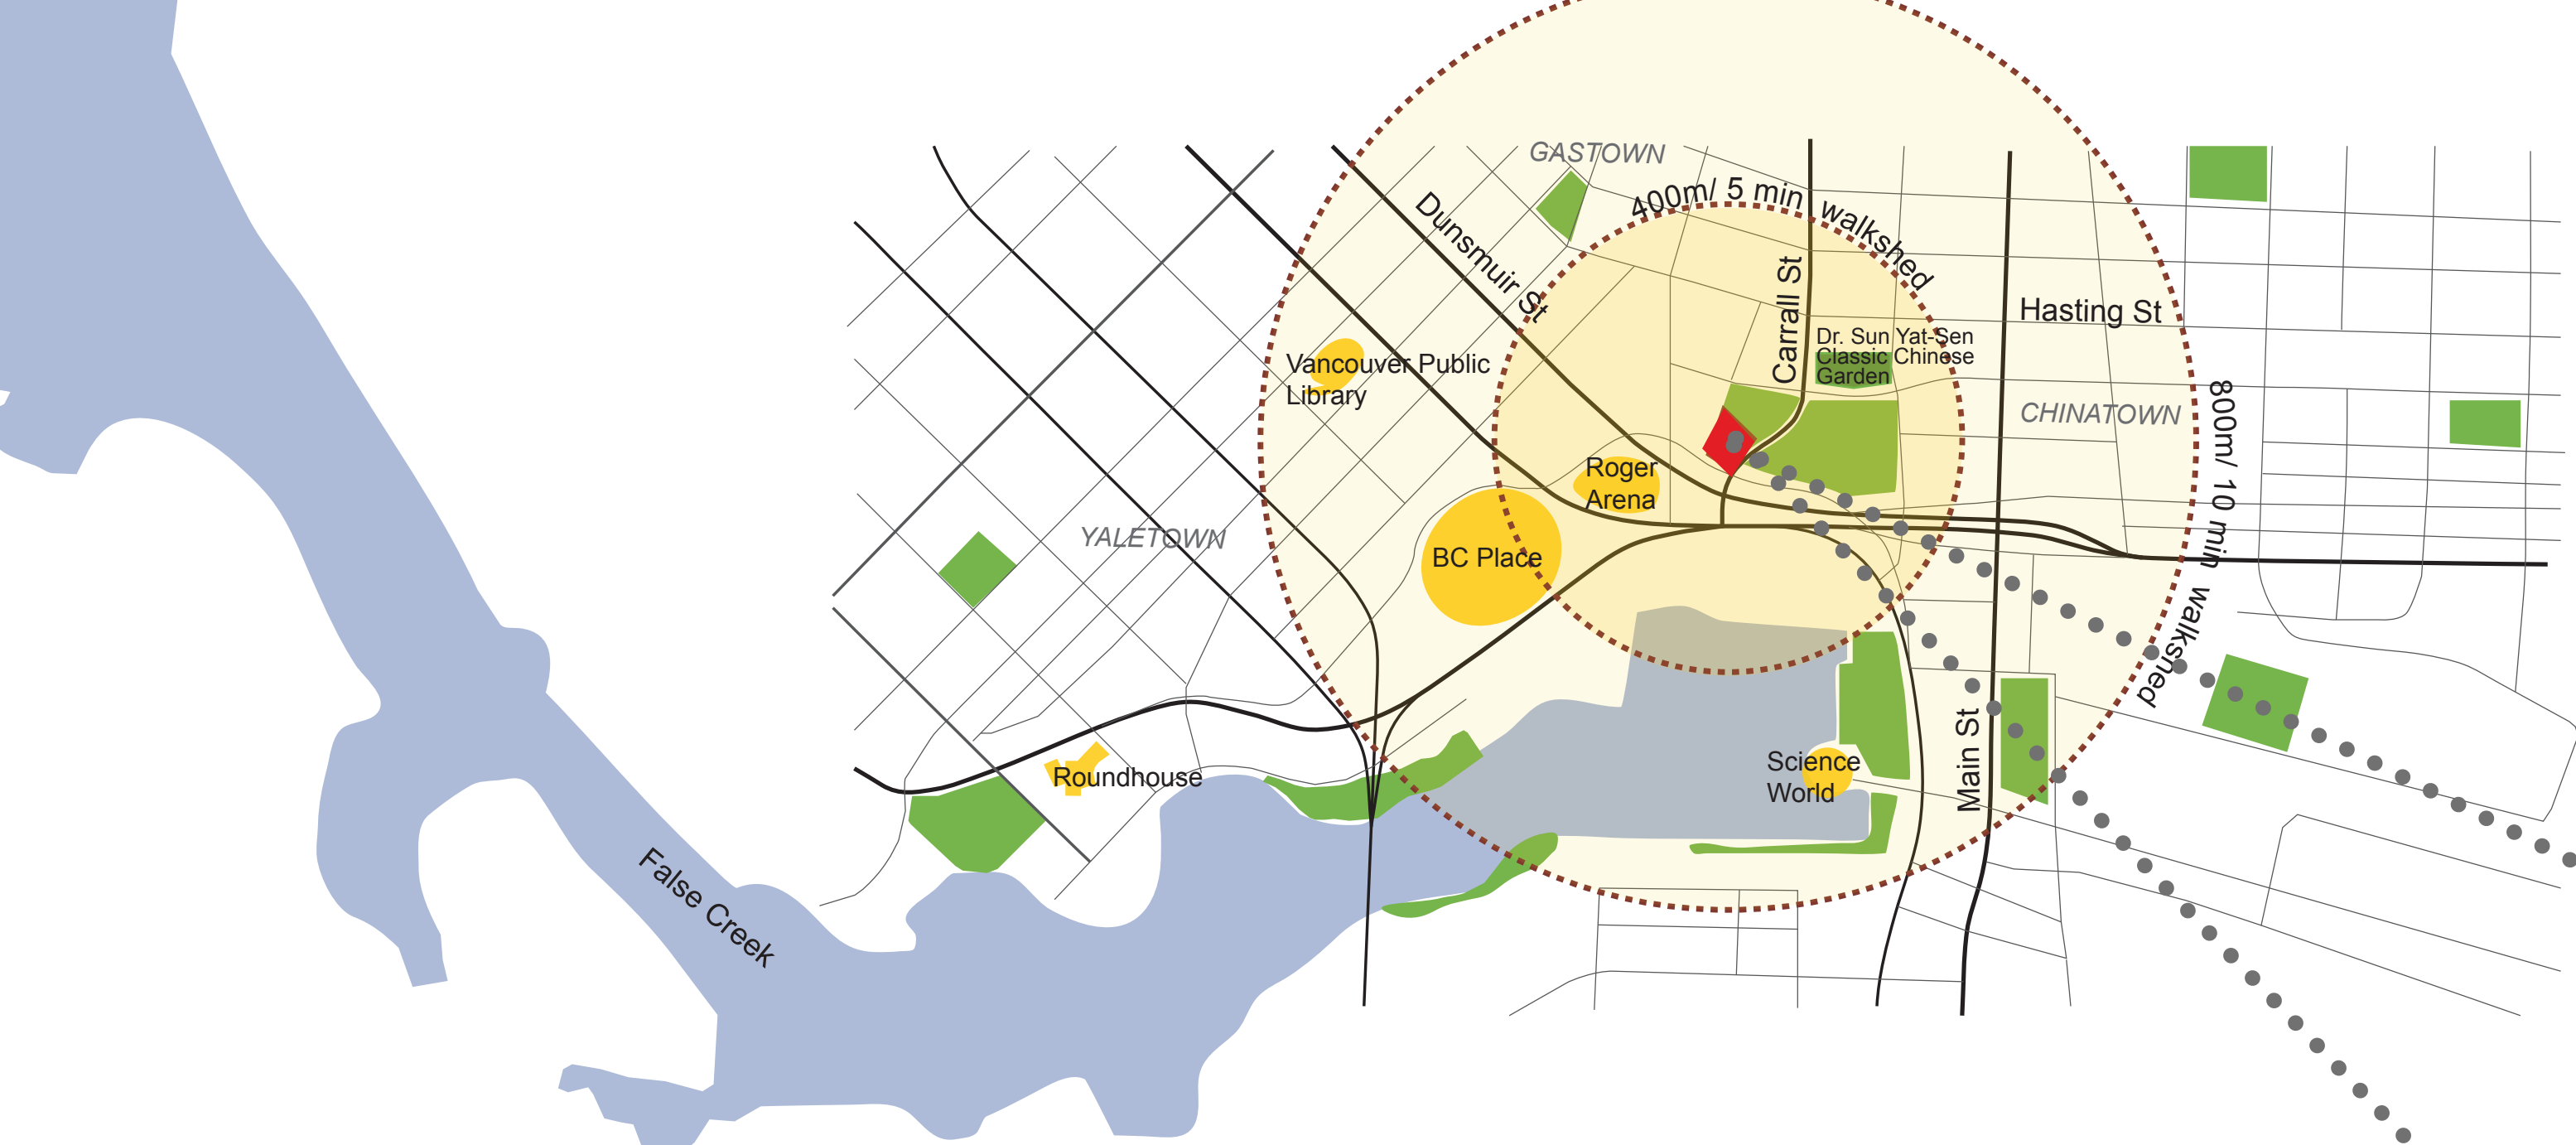 GASTOWN
400m/ 5 min walkshed
Dunsmuir St
Carrall St
Hasting St
Dr. Sun Yat-Sen
Classic Chinese
Garden
Vancouver Public
Library
CHINATOWN
800m/ 10 min walkshed
Roger
Arena
YALETOWN
BC Place
Roundhouse
Science
World
Main St
False Creek